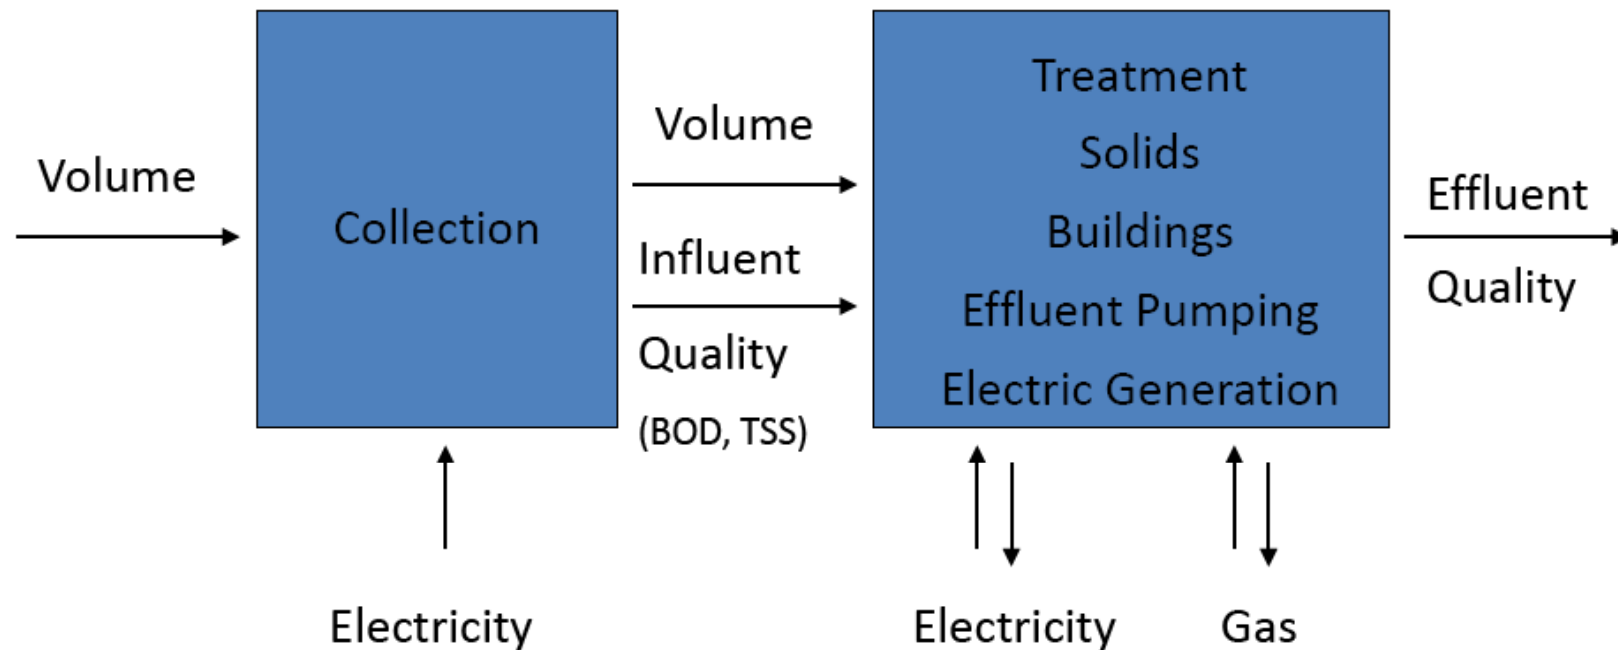 Volume
Collection
Electricity
Volume
Influent
Quality
(BOD, TSS)
Treatment
Solids
Buildings
Effluent Pumping
Electric Generation
Electricity
Gas
Effluent
Quality